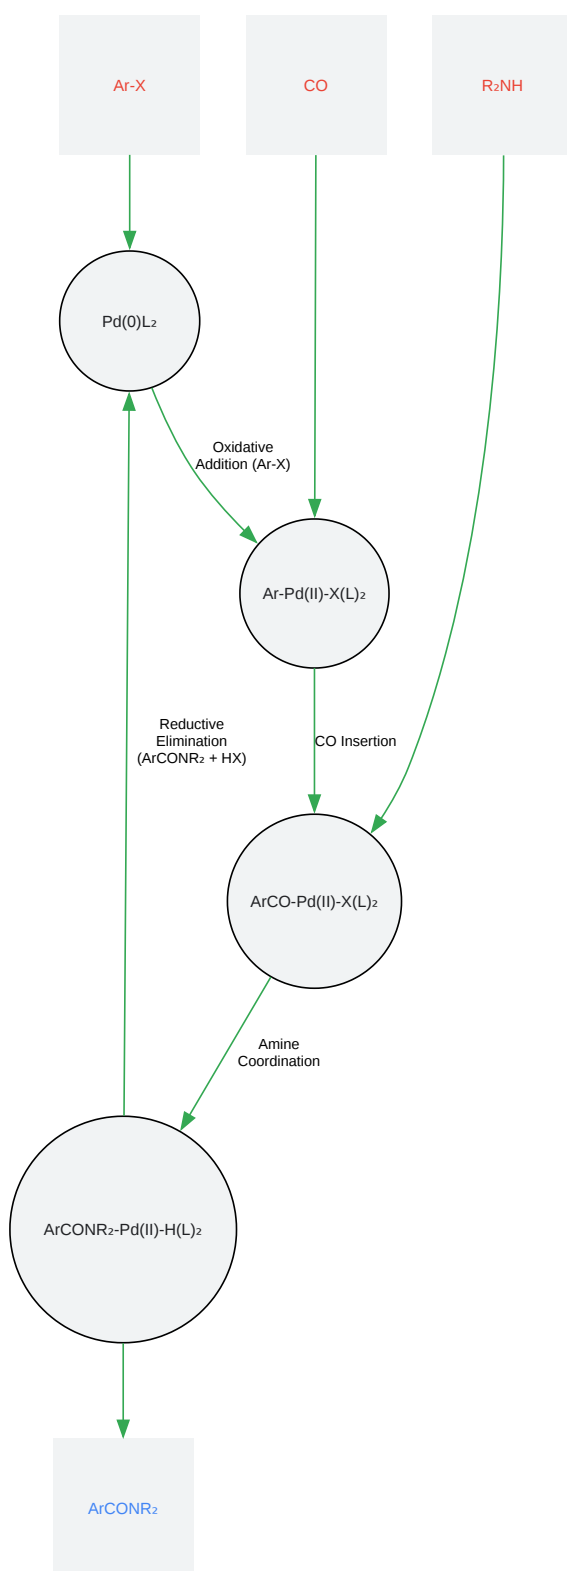 Ar-X
CO
R₂NH
Pd(0)L₂
Oxidative
Addition (Ar-X)
Ar-Pd(II)-X(L)₂
Reductive
Elimination
(ArCONR₂ + HX)
CO Insertion
ArCO-Pd(II)-X(L)₂
Amine
Coordination
ArCONR₂-Pd(II)-H(L)₂
ArCONR₂